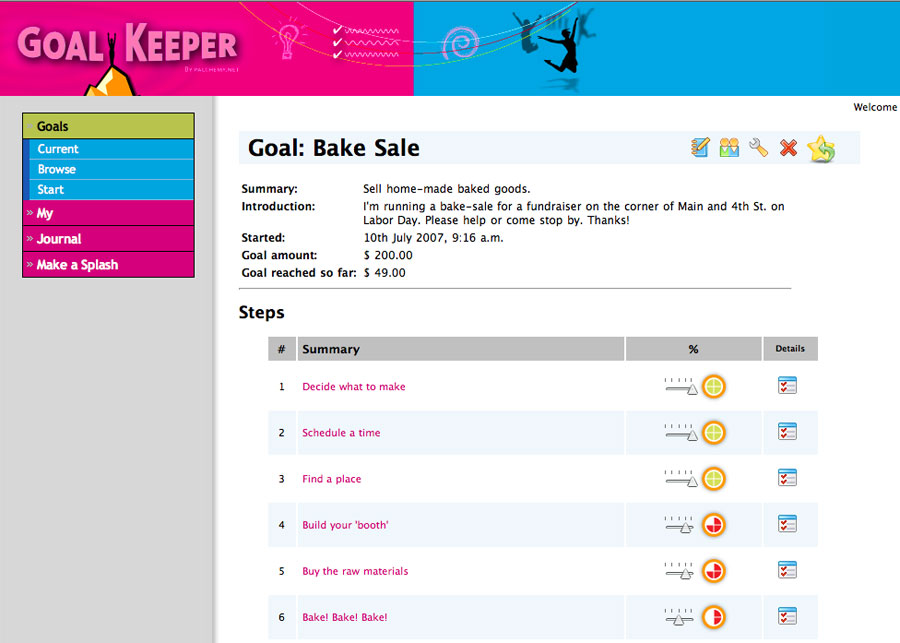 GOAL KEEPER
BY PALCHEMY.NET
Welcome
Goals
Current
Browse
Start
» My
» Journal
» Make a Splash
Goal: Bake Sale
Summary: Sell home-made baked goods.
Introduction: I'm running a bake-sale for a fundraiser on the corner of Main and 4th St. on
Labor Day. Please help or come stop by. Thanks!
Started: 10th July 2007, 9:16 a.m.
Goal amount: $ 200.00
Goal reached so far: $ 49.00
Steps
# Summary % Details
1 Decide what to make
2 Schedule a time
3 Find a place
4 Build your 'booth'
5 Buy the raw materials
6 Bake! Bake! Bake!